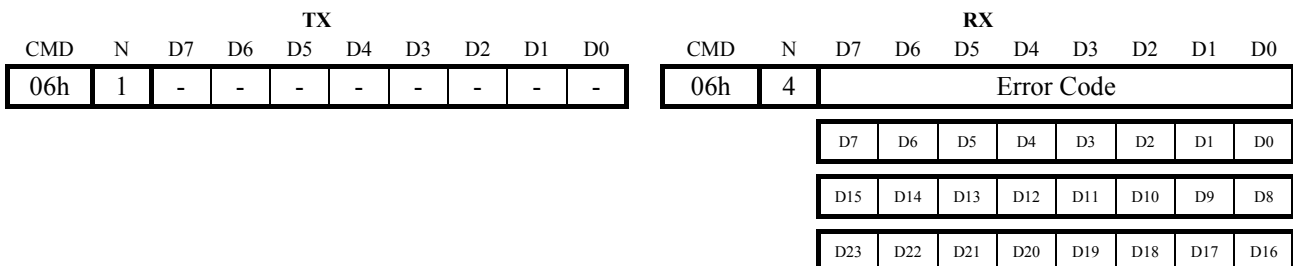 TX RX
CMD N D7 D6 D5 D4 D3 D2 D1 D0 CMD N D7 D6 D5 D4 D3 D2 D1 D0
06h 1 - - - - - - - - 06h 4 Error Code
D7 D6 D5 D4 D3 D2 D1 D0
D15 D14 D13 D12 D11 D10 D9 D8
D23 D22 D21 D20 D19 D18 D17 D16